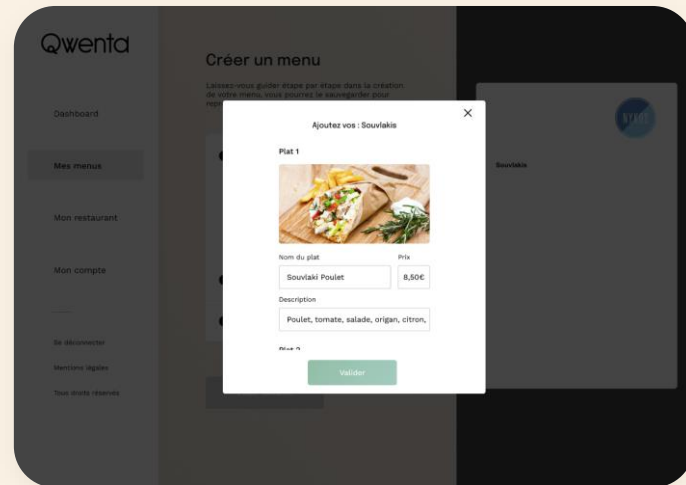 Qwenta
Dashboard
Mes menus
Mon restaurant
Mon compte
Se déconnecter
Mentions légales
Tous droits réservés
Créer un menu
Laissez-vous guider étape par étape dans la création
de votre menu, vous pourrez le sauvegarder pour
Ajoutez vos : Souvlakis
Plat 1
Nom du plat
Prix
Souvlaki Poulet
8,50€
Description
Poulet, tomate, salade, origan, citron,
Plat 2
Valider
Souvlakis